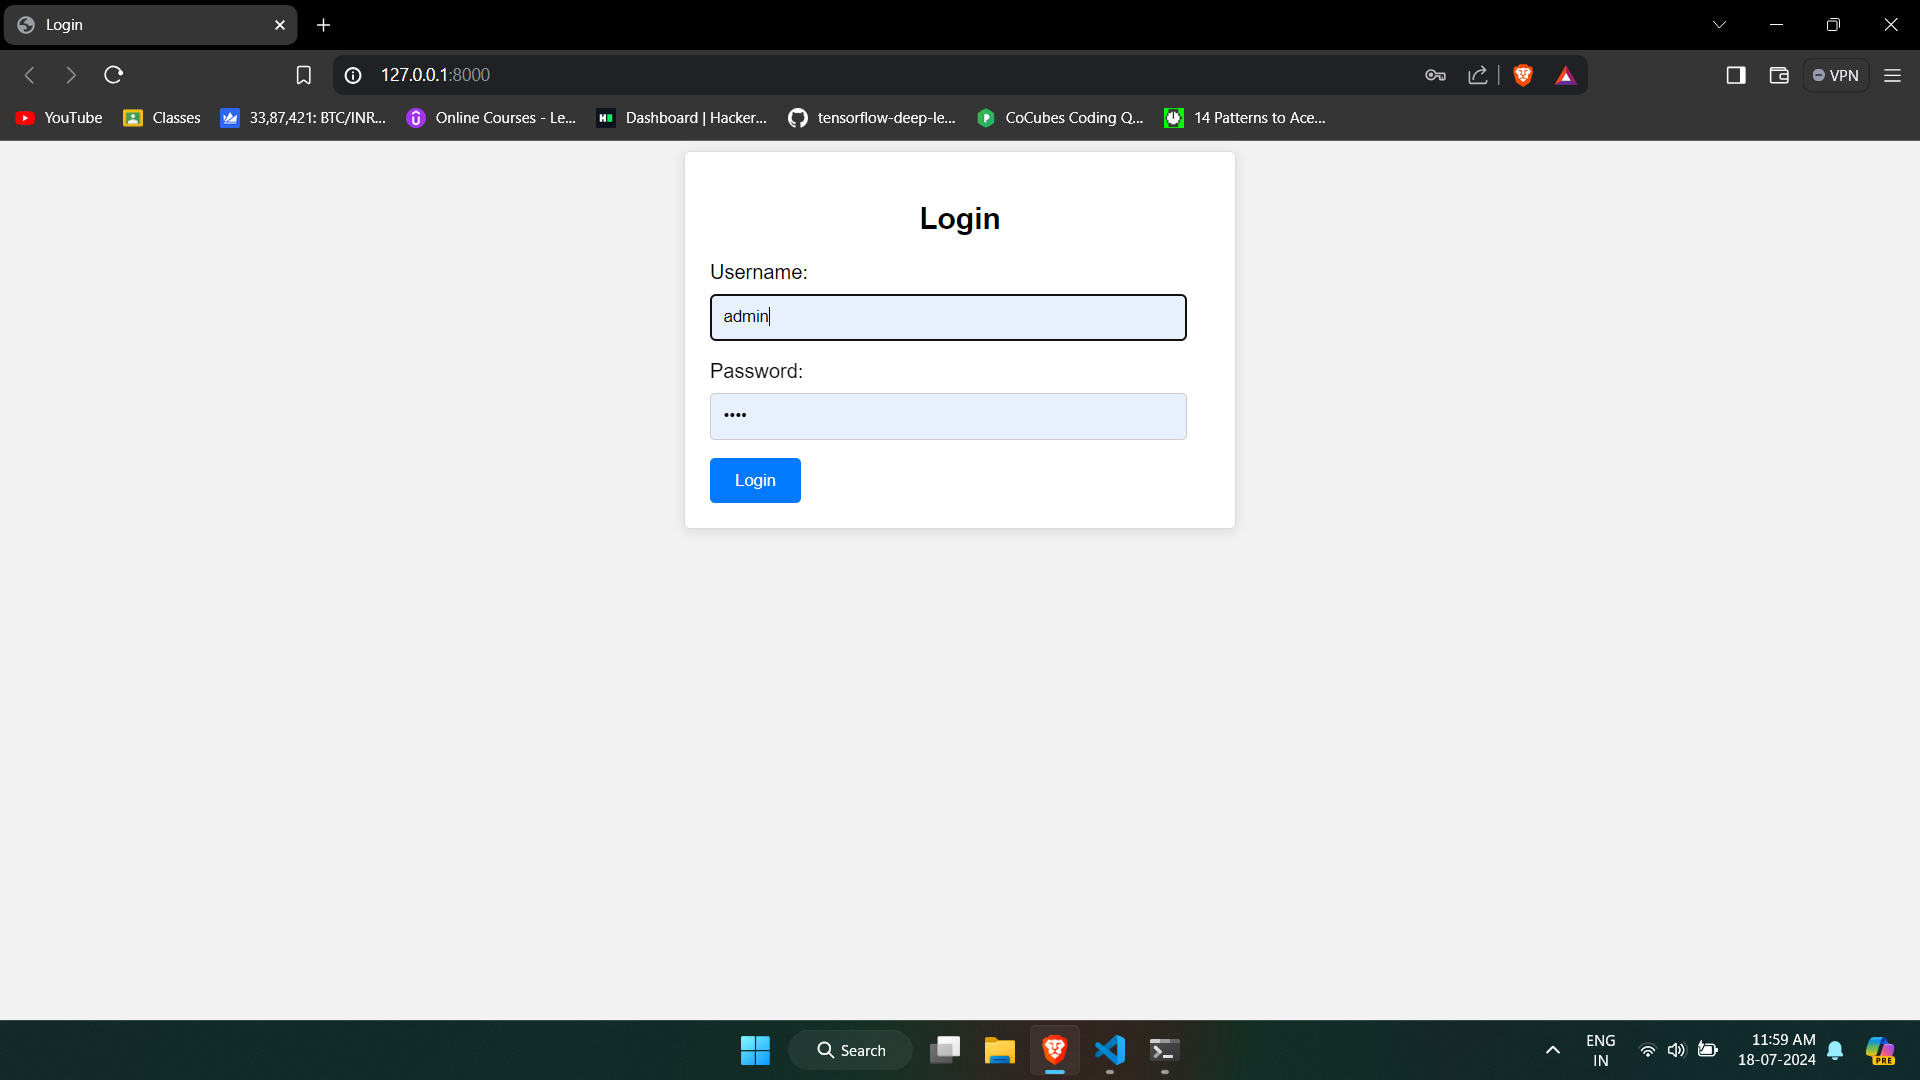 Login
127.0.0.1:8000
VPN
YouTube
Classes
33,87,421: BTC/INR...
Online Courses - Le...
Dashboard | Hacker...
tensorflow-deep-le...
CoCubes Coding Q...
14 Patterns to Ace...
Login
Username:
admin
Password:
••••
Login
Search
ENG
IN
11:59 AM
18-07-2024
PRE